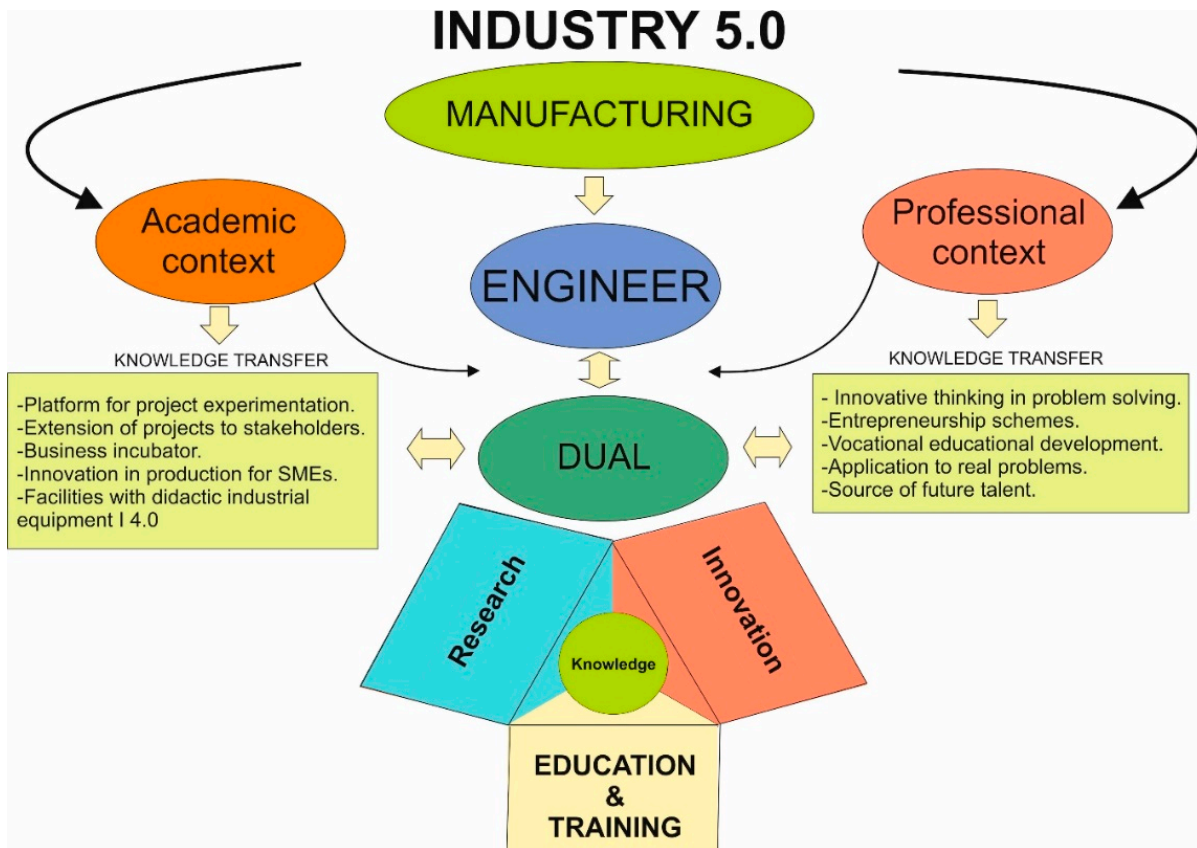 INDUSTRY 5.0
MANUFACTURING
Academic
context
Professional
context
ENGINEER
KNOWLEDGE TRANSFER
-Platform for project experimentation.
-Extension of projects to stakeholders.
-Business incubator.
-Innovation in production for SMEs.
-Facilities with didactic industrial
equipment I 4.0
KNOWLEDGE TRANSFER
- Innovative thinking in problem solving.
-Entrepreneurship schemes.
-Vocational educational development.
-Application to real problems.
-Source of future talent.
DUAL
Research
Innovation
Knowledge
EDUCATION
&
TRAINING